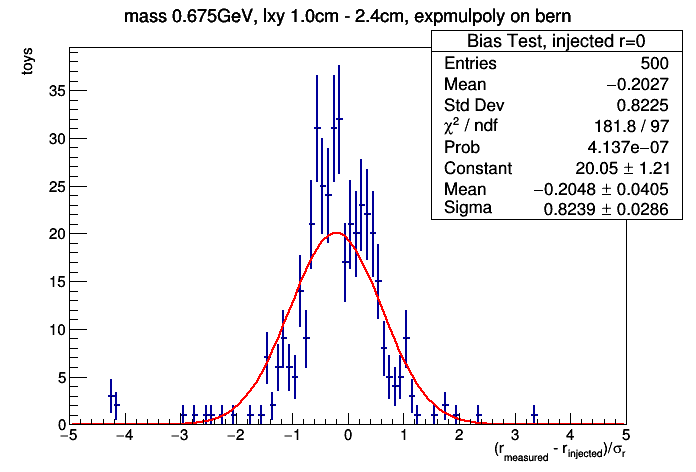 mass 0.675GeV, lxy 1.0cm - 2.4cm, expmulpoly on bern
Bias Test, injected r=0
Entries 500
Mean −0.2027
Std Dev 0.8225
χ² / ndf 181.8 / 97
Prob 4.137e−07
Constant 20.05 ± 1.21
Mean −0.2048 ± 0.0405
Sigma 0.8239 ± 0.0286
toys
35
30
25
20
15
10
5
0
−5 −4 −3 −2 −1 0 1 2 3 4 5
(r_measured - r_injected)/σ_r